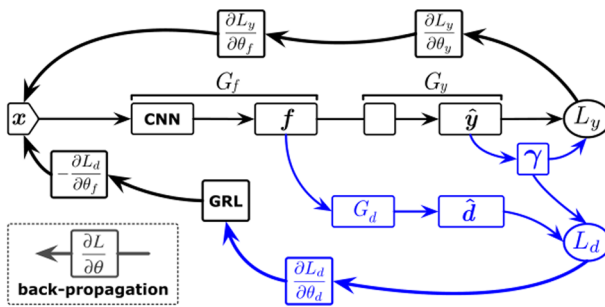 ∂L_y/∂θ_f
∂L_y/∂θ_y
G_f
G_y
x
CNN
f
ŷ
L_y
γ
−∂L_d/∂θ_f
GRL
G_d
d̂
L_d
∂L/∂θ
back-propagation
∂L_d/∂θ_d